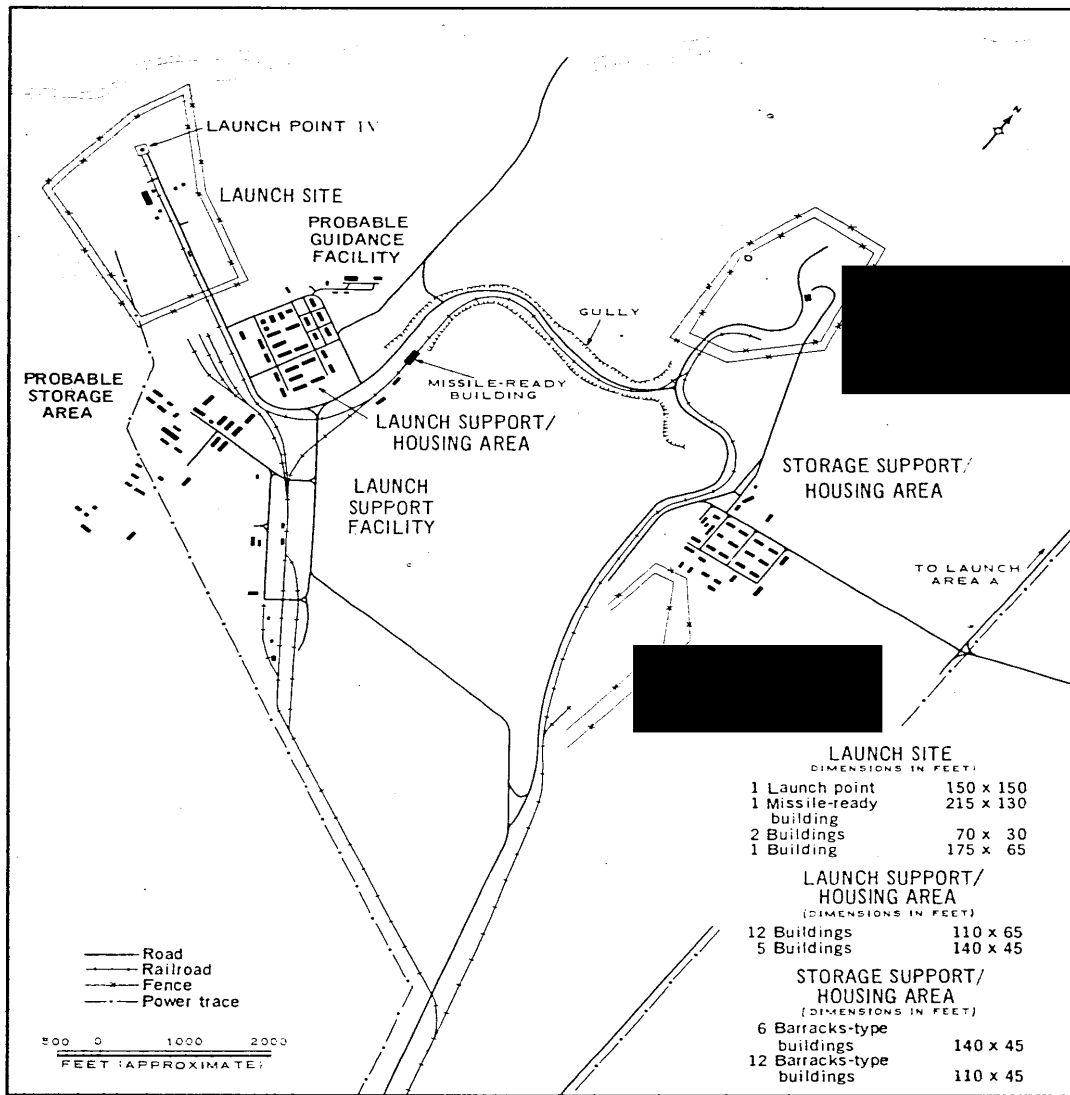 LAUNCH POINT IV
LAUNCH SITE
PROBABLE
GUIDANCE
FACILITY
GULLY
MISSILE-READY
BUILDING
PROBABLE
STORAGE
AREA
LAUNCH SUPPORT/
HOUSING AREA
LAUNCH
SUPPORT
FACILITY
STORAGE SUPPORT/
HOUSING AREA
TO LAUNCH
AREA A
N
LAUNCH SITE
DIMENSIONS IN FEET)
1 Launch point 150 x 150
1 Missile-ready 215 x 130
building
2 Buildings 70 x 30
1 Building 175 x 65
LAUNCH SUPPORT/
HOUSING AREA
(DIMENSIONS IN FEET)
12 Buildings 110 x 65
5 Buildings 140 x 45
STORAGE SUPPORT/
HOUSING AREA
(DIMENSIONS IN FEET)
6 Barracks-type
buildings 140 x 45
12 Barracks-type
buildings 110 x 45
Road
Railroad
Fence
Power trace
500 0 1000 2000
FEET (APPROXIMATE)